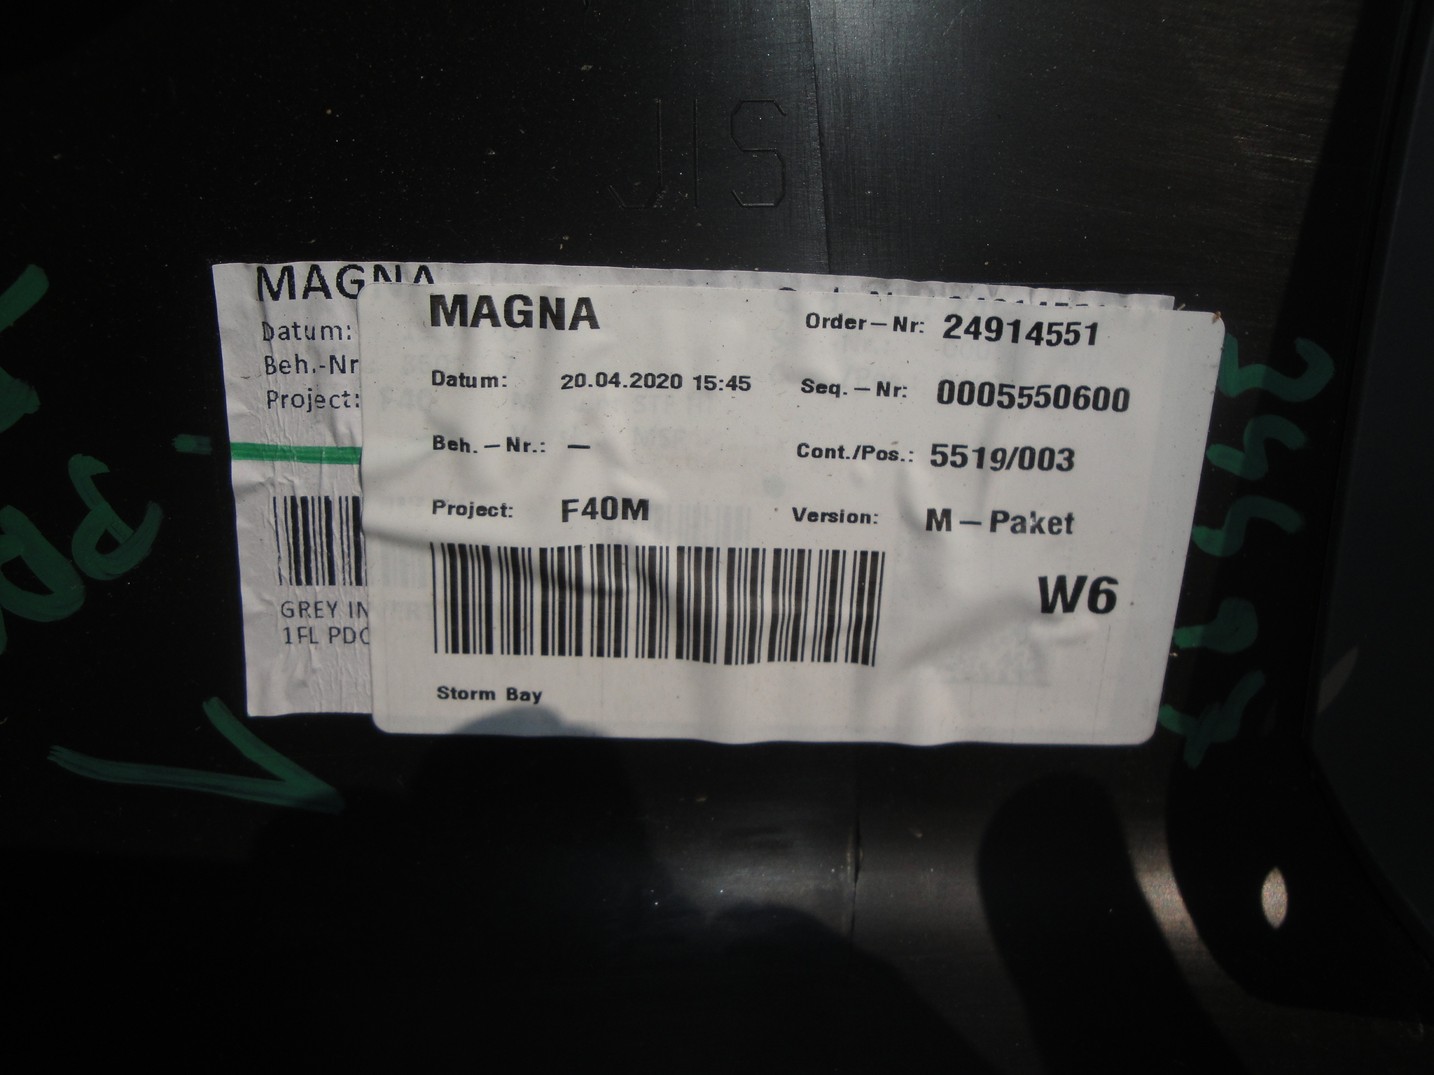 JIS
MAGNA
Datum:
Beh.-Nr
Project:
GREY IN
1FL PDC
MAGNA
Order-Nr: 24914551
Datum: 20.04.2020 15:45
Seq.-Nr: 0005550600
Beh.-Nr.: -
Cont./Pos.: 5519/003
Project: F40M
Version: M-Paket
W6
Storm Bay